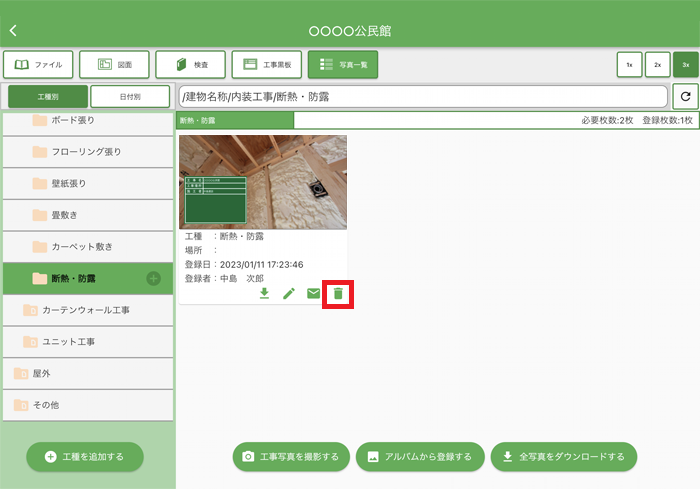 〇〇〇〇公民館
ファイル
図面
検査
工事黒板
写真一覧
1x
2x
3x
工種別
日付別
/建物名称/内装工事/断熱・防露
ボード張り
フローリング張り
壁紙張り
畳敷き
カーペット敷き
断熱・防露
カーテンウォール工事
ユニット工事
屋外
その他
工種を追加する
断熱・防露
必要枚数:2枚 登録枚数:1枚
工種 :断熱・防露
場所 :
登録日:2023/01/11 17:23:46
登録者:中島 次郎
工事写真を撮影する
アルバムから登録する
全写真をダウンロードする